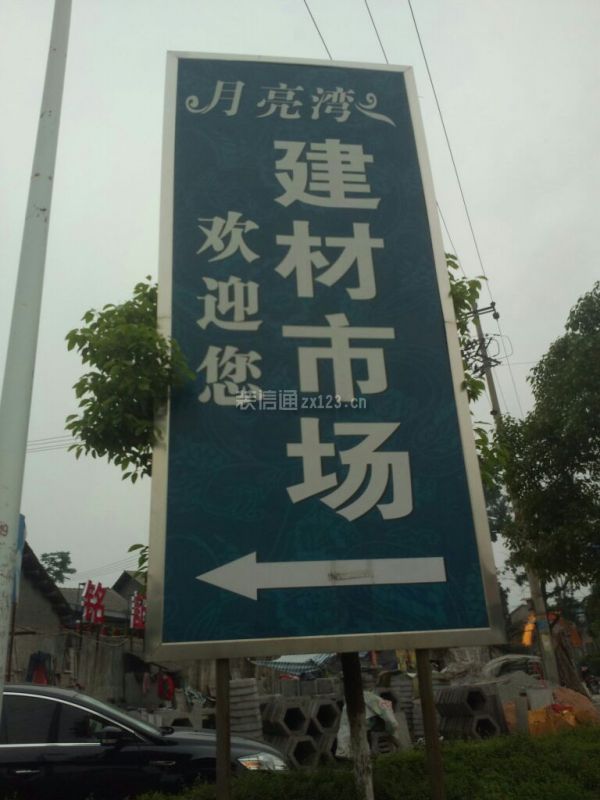 月亮湾
建材市场
欢迎您
装信通zx123.cn
铭